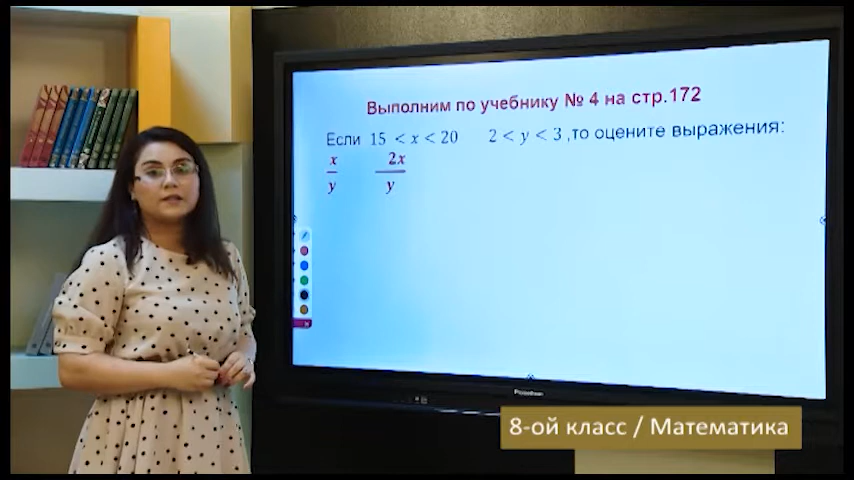 Выполним по учебнику № 4 на стр.172
Если 15 < x < 20 2 < y < 3 ,то оцените выражения:
x 2x
y y
8-ой класс / Математика